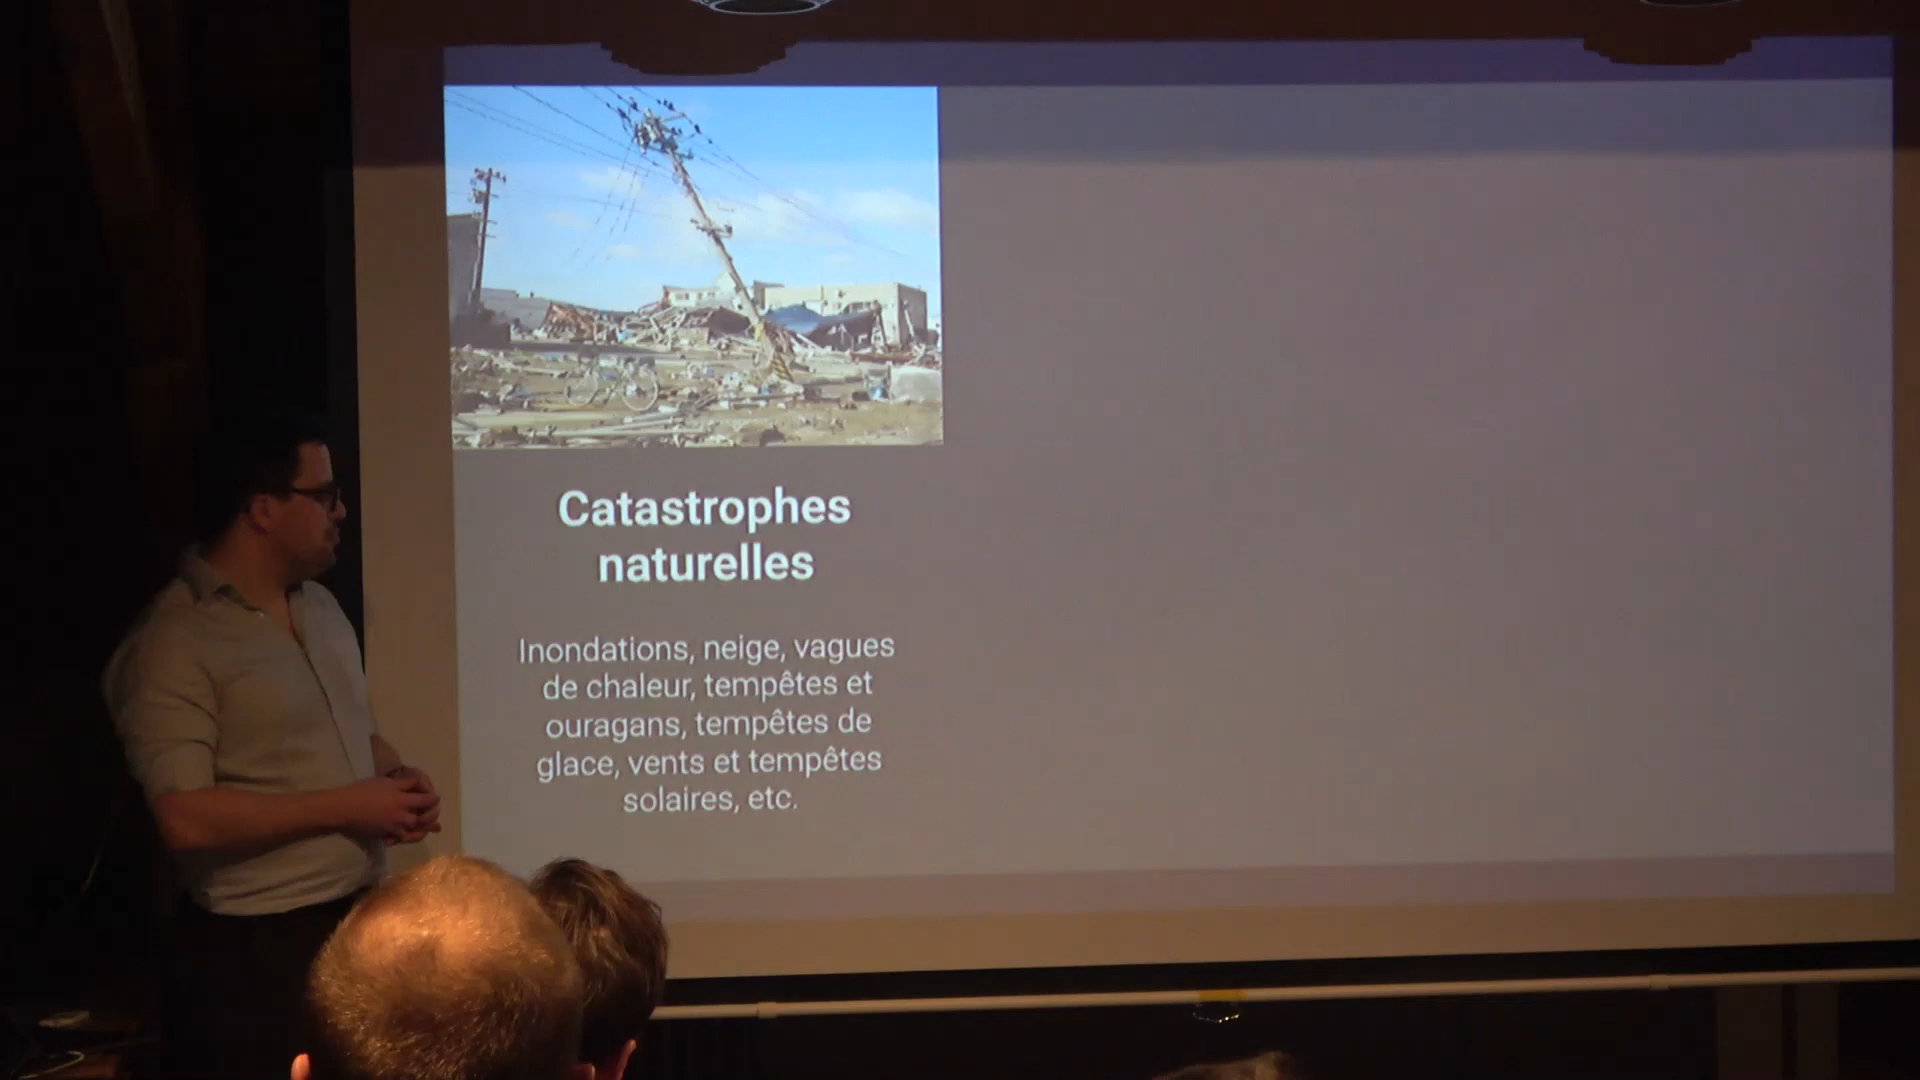 Catastrophes
naturelles
Inondations, neige, vagues
de chaleur, tempêtes et
ouragans, tempêtes de
glace, vents et tempêtes
solaires, etc.